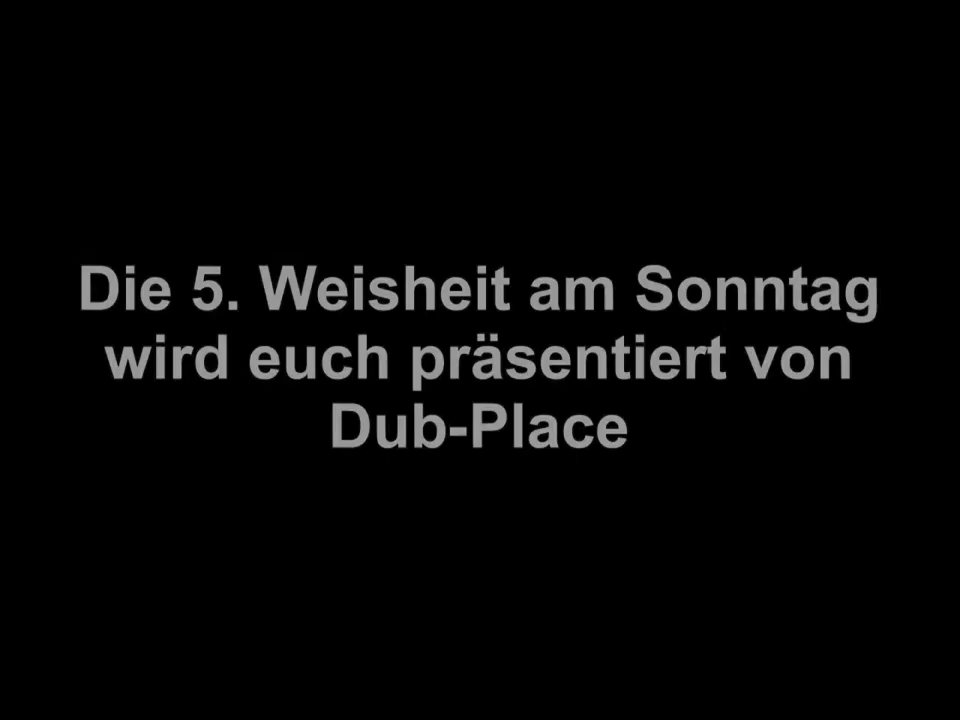 Die 5. Weisheit am Sonntag
wird euch präsentiert von
Dub-Place